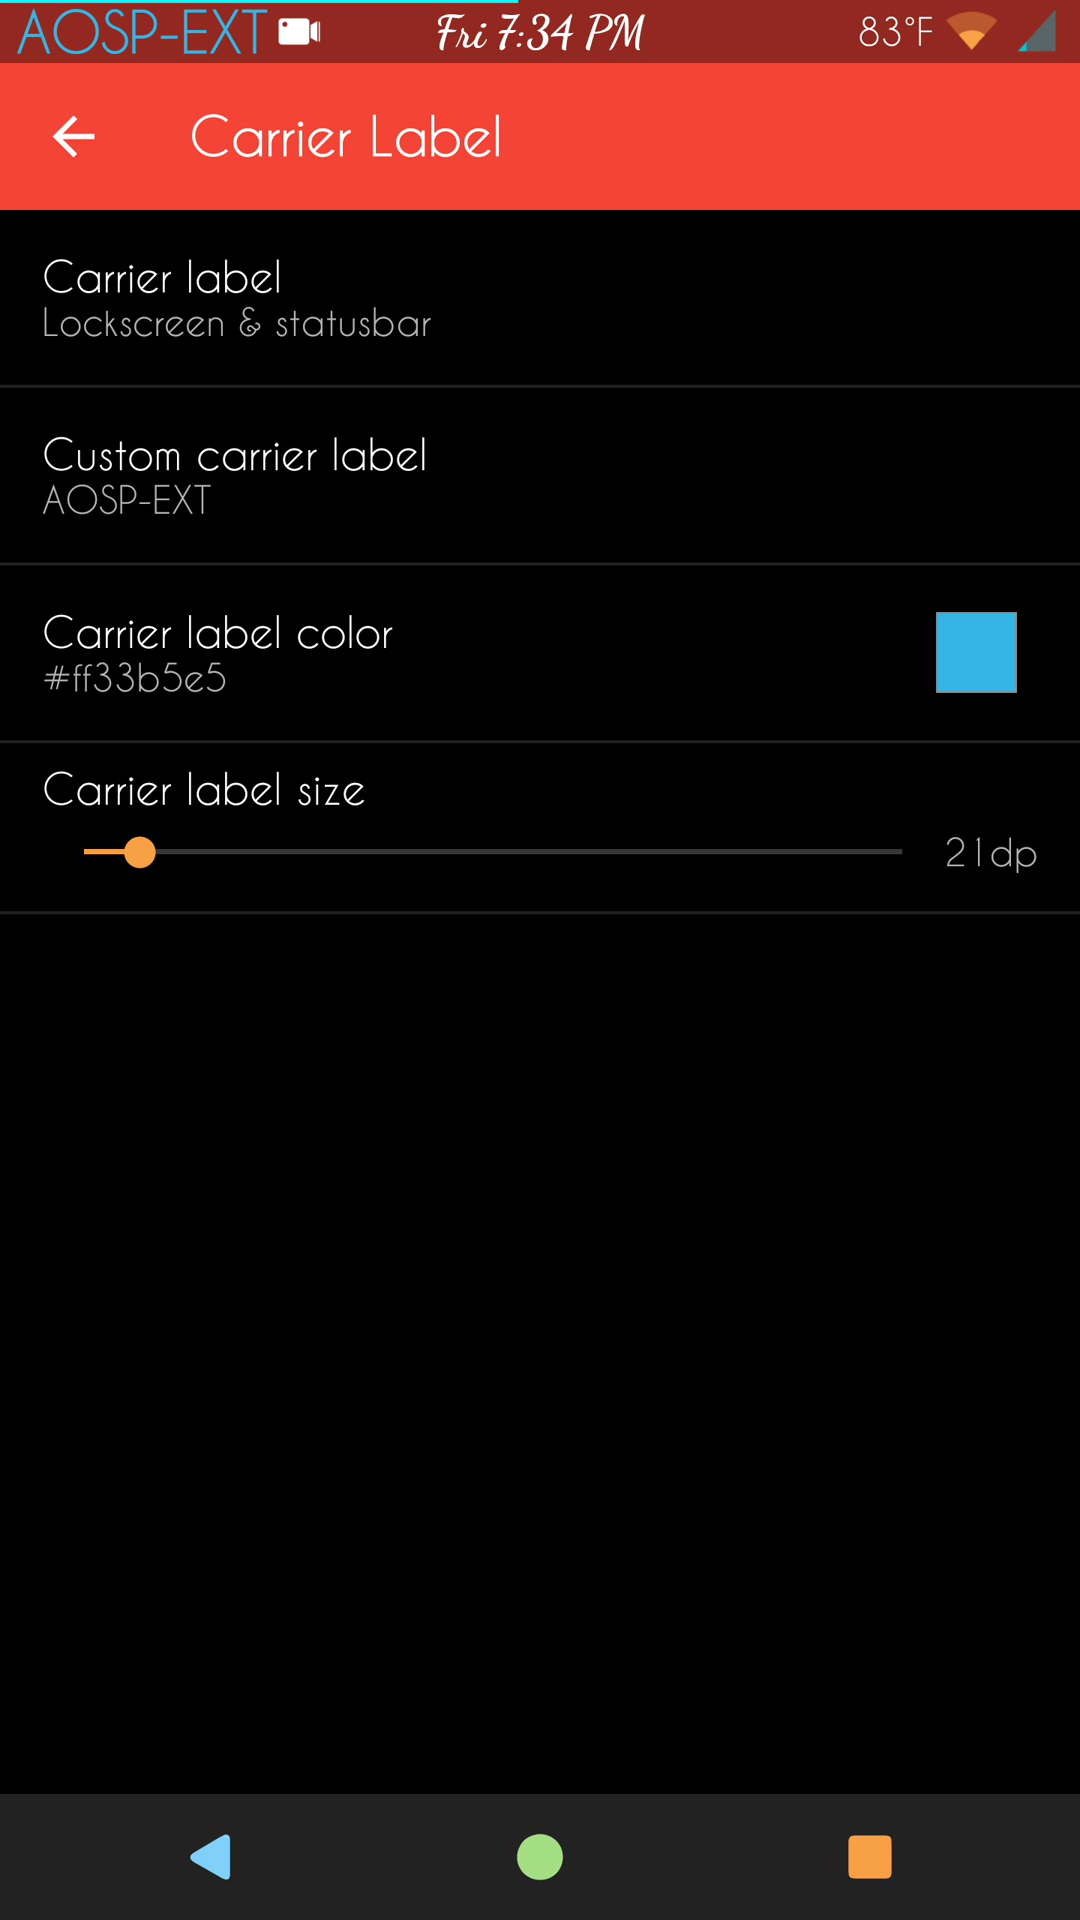 AOSP-EXT Fri 7:34 PM 83°F
Carrier Label
Carrier label
Lockscreen & statusbar
Custom carrier label
AOSP-EXT
Carrier label color
#ff33b5e5
Carrier label size
21dp